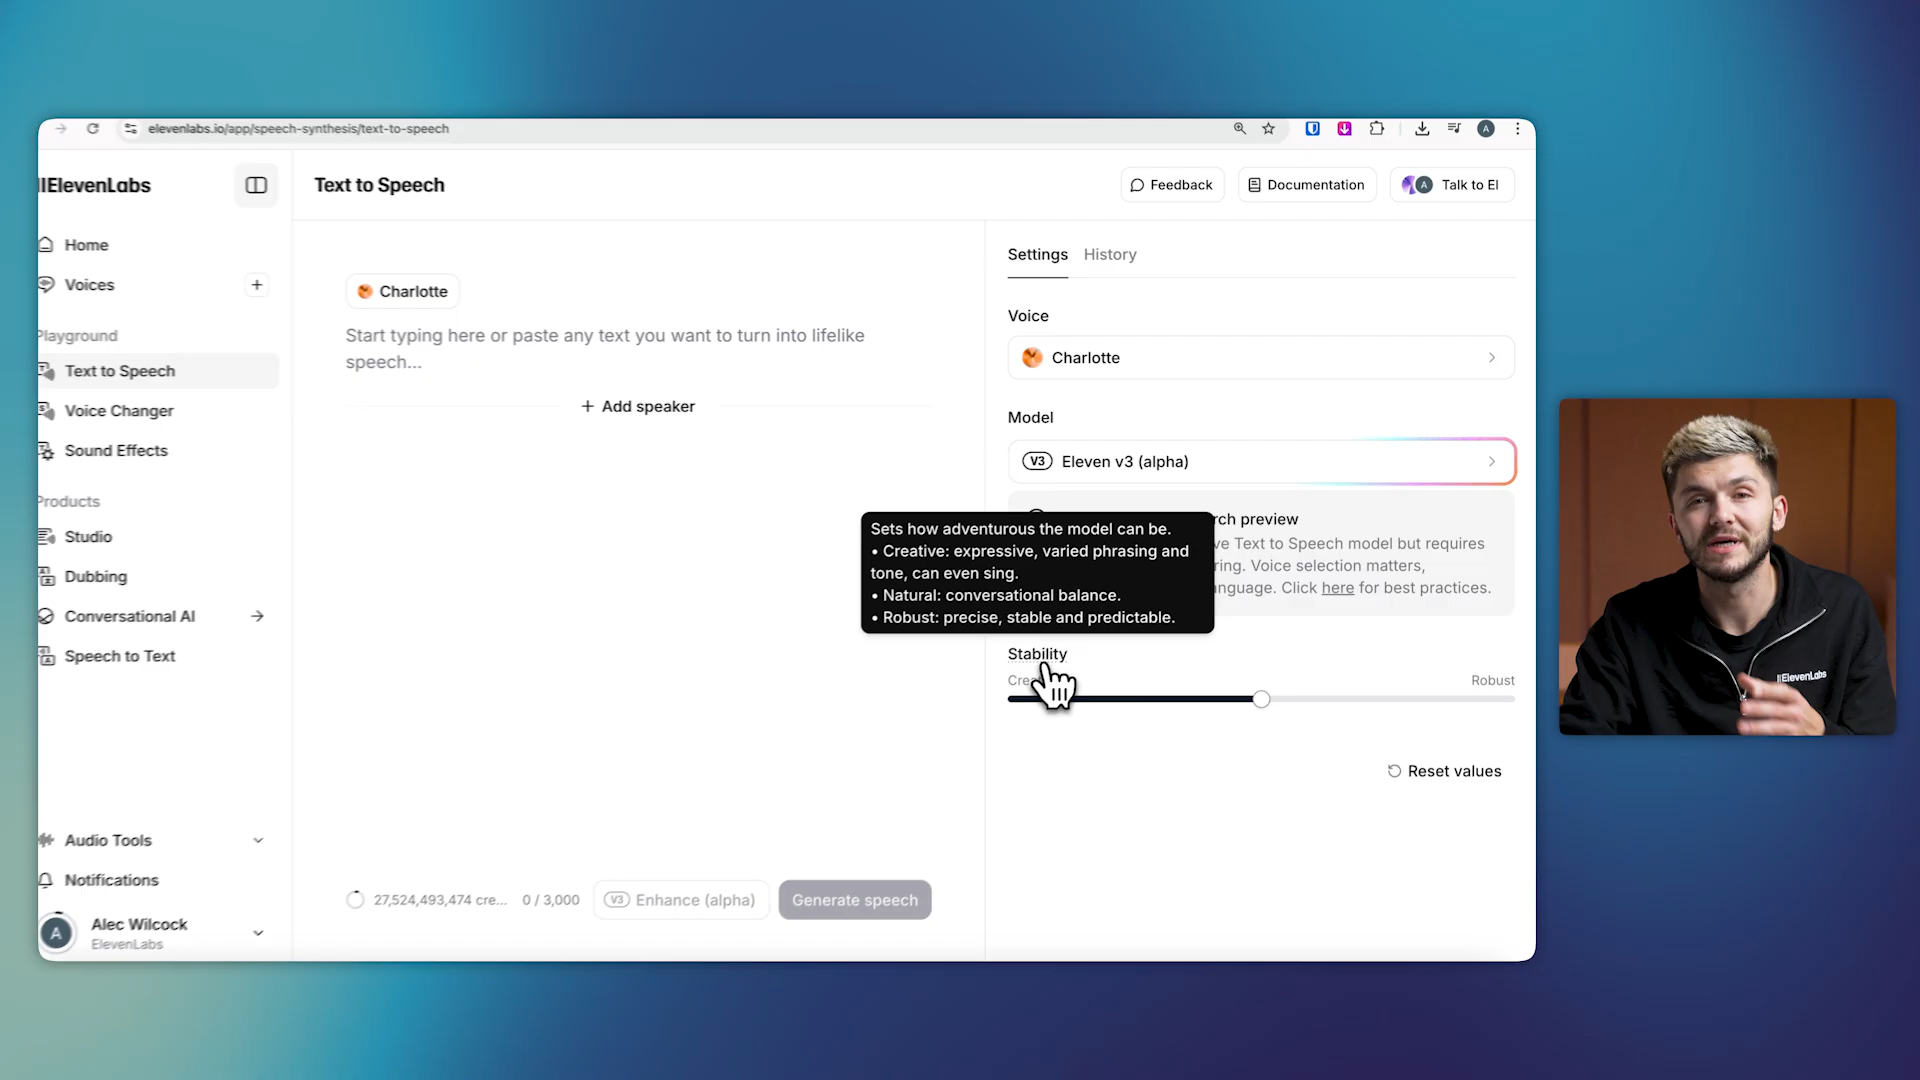 elevenlabs.io/app/speech-synthesis/text-to-speech
A
IIElevenLabs
Text to Speech
Feedback
Documentation
A
Talk to El
Home
Voices
Playground
Text to Speech
Voice Changer
Sound Effects
Products
Studio
Dubbing
Conversational AI
Speech to Text
Audio Tools
Notifications
A
Alec Wilcock
ElevenLabs
Charlotte
Start typing here or paste any text you want to turn into lifelike
speech...
+ Add speaker
27,524,493,474 cre...
0 / 3,000
V3 Enhance (alpha)
Generate speech
Settings
History
Voice
Charlotte
Model
V3 Eleven v3 (alpha)
rch preview
ve Text to Speech model but requires
ring. Voice selection matters,
nguage. Click here for best practices.
Sets how adventurous the model can be.
• Creative: expressive, varied phrasing and
tone, can even sing.
• Natural: conversational balance.
• Robust: precise, stable and predictable.
Stability
Crea
Robust
Reset values
IIElevenLabs